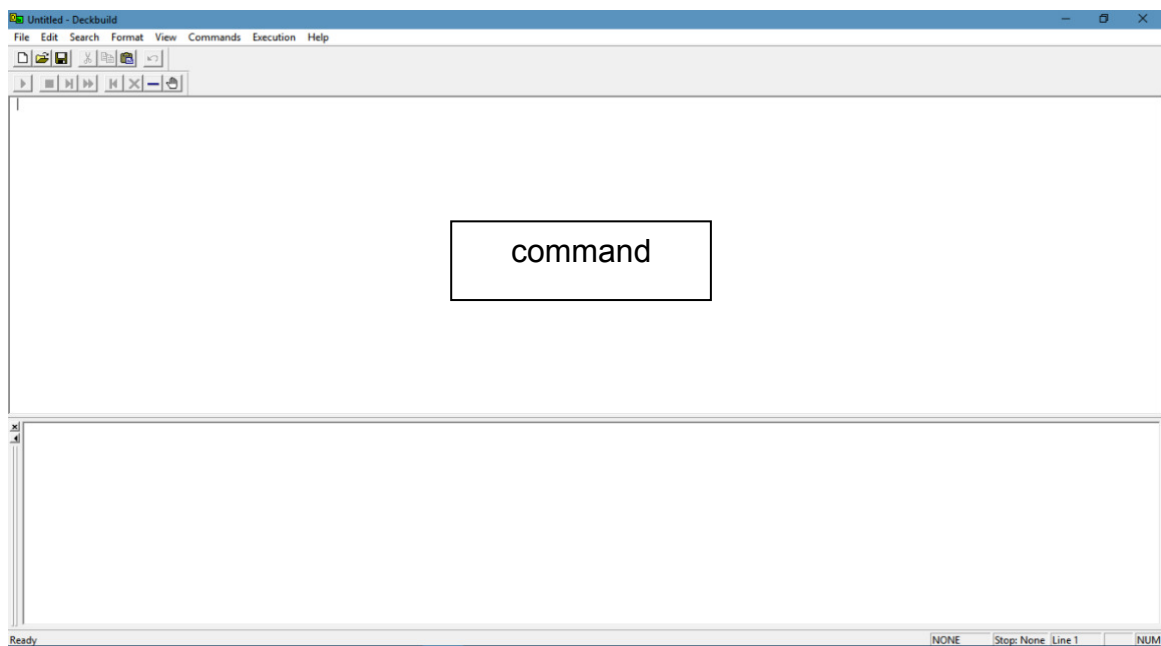 Untitled - Deckbuild
File Edit Search Format View Commands Execution Help
command
Ready NONE Stop: None Line 1 NUM